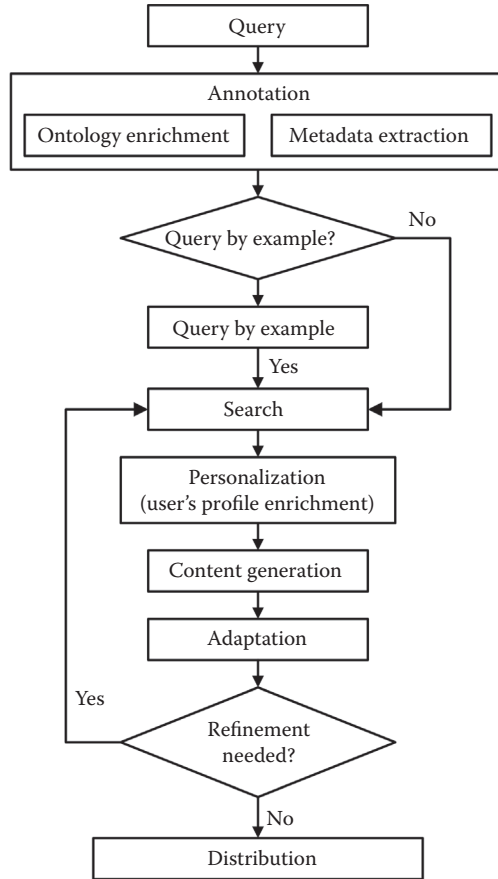 Query
Annotation
Ontology enrichment
Metadata extraction
Query by example?
No
Query by example
Yes
Search
Personalization
(user's profile enrichment)
Content generation
Adaptation
Yes
Refinement
needed?
No
Distribution